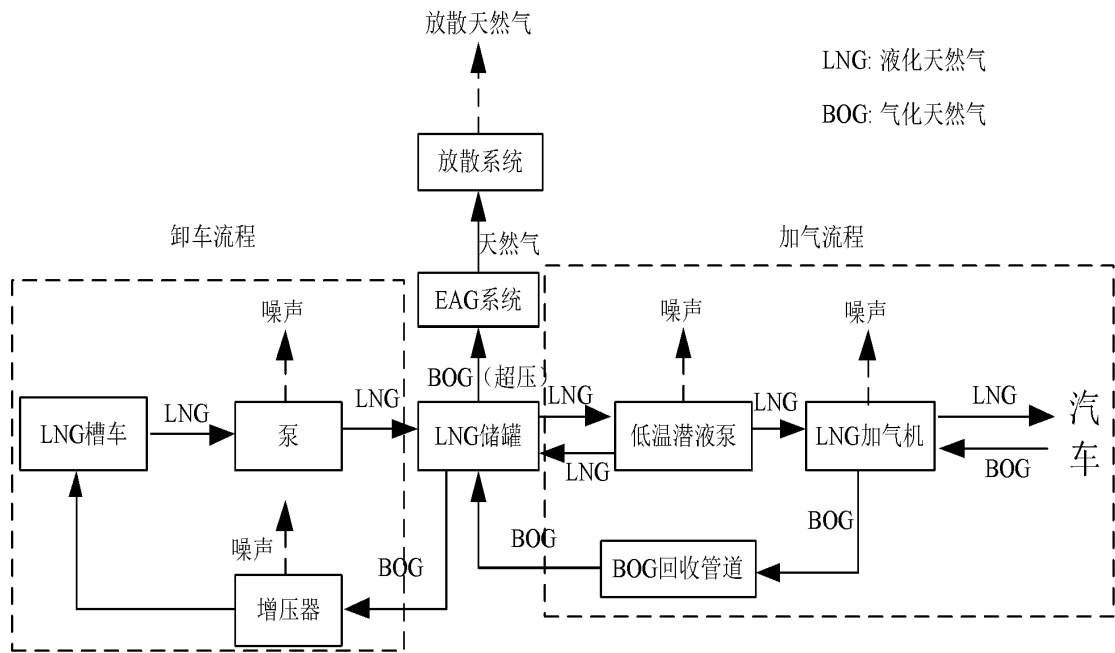 放散天然气
LNG: 液化天然气
BOG: 气化天然气
放散系统
卸车流程
天然气
加气流程
EAG系统
噪声
噪声
噪声
BOG（超压）
LNG
LNG
LNG
LNG
LNG
LNG槽车
泵
LNG储罐
低温潜液泵
LNG加气机
汽车
LNG
BOG
噪声
BOG
BOG
BOG
BOG回收管道
增压器